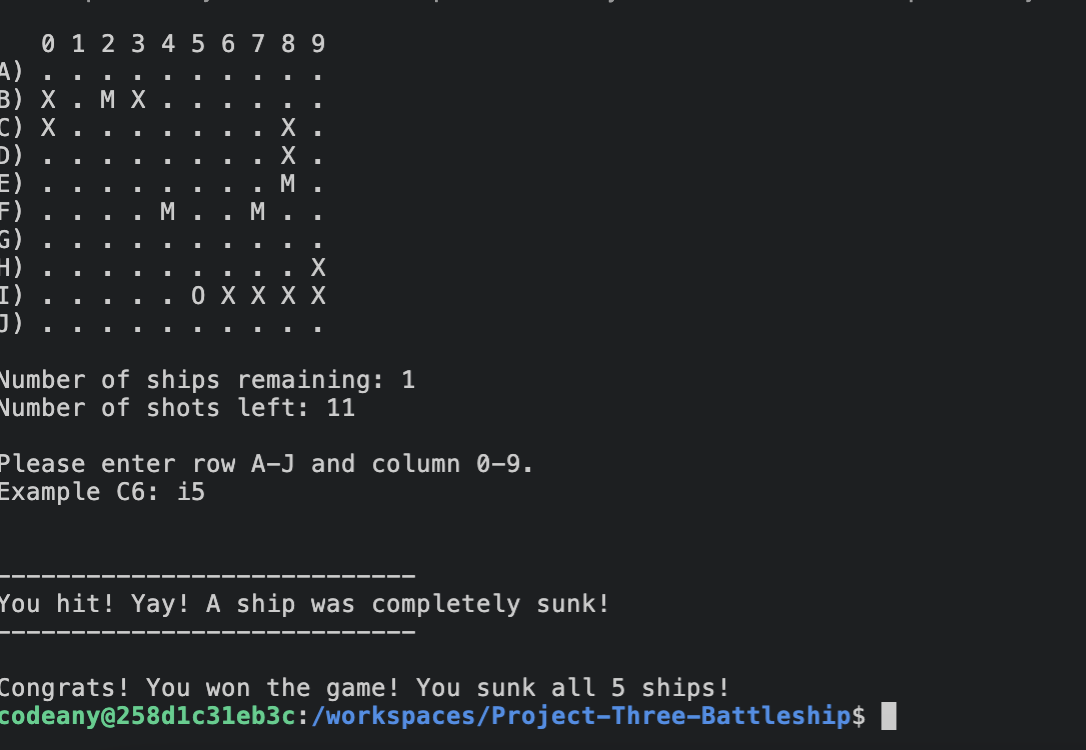 0 1 2 3 4 5 6 7 8 9
A) . . . . . . . . . .
B) X . M X . . . . . .
C) X . . . . . . . X .
D) . . . . . . . . X .
E) . . . . . . . . M .
F) . . . . M . . M . .
G) . . . . . . . . . .
H) . . . . . . . . . X
I) . . . . . O X X X X
J) . . . . . . . . . .
Number of ships remaining: 1
Number of shots left: 11
Please enter row A-J and column 0-9.
Example C6: i5
----------------------------
You hit! Yay! A ship was completely sunk!
----------------------------
Congrats! You won the game! You sunk all 5 ships!
codeany@258d1c31eb3c:/workspaces/Project-Three-Battleship$